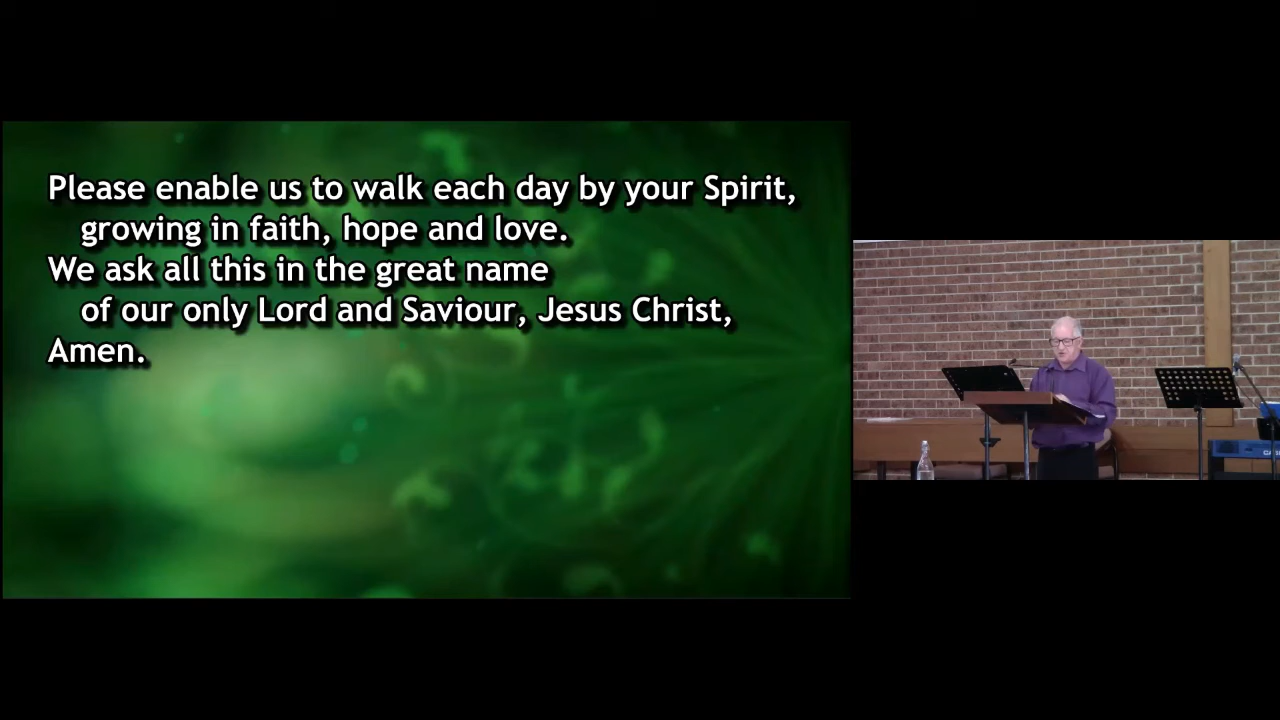 Please enable us to walk each day by your Spirit,
growing in faith, hope and love.
We ask all this in the great name
of our only Lord and Saviour, Jesus Christ,
Amen.